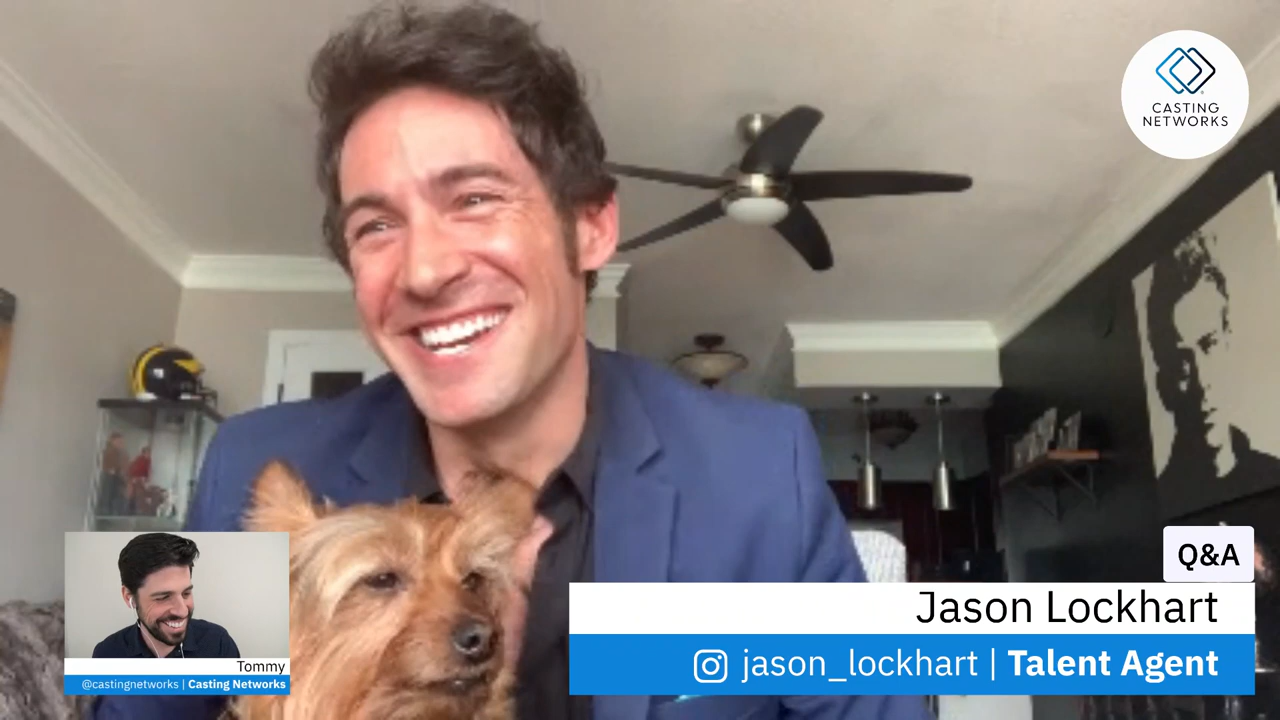 CASTING
NETWORKS
Q&A
Jason Lockhart
jason_lockhart | Talent Agent
Tommy
@castingnetworks | Casting Networks